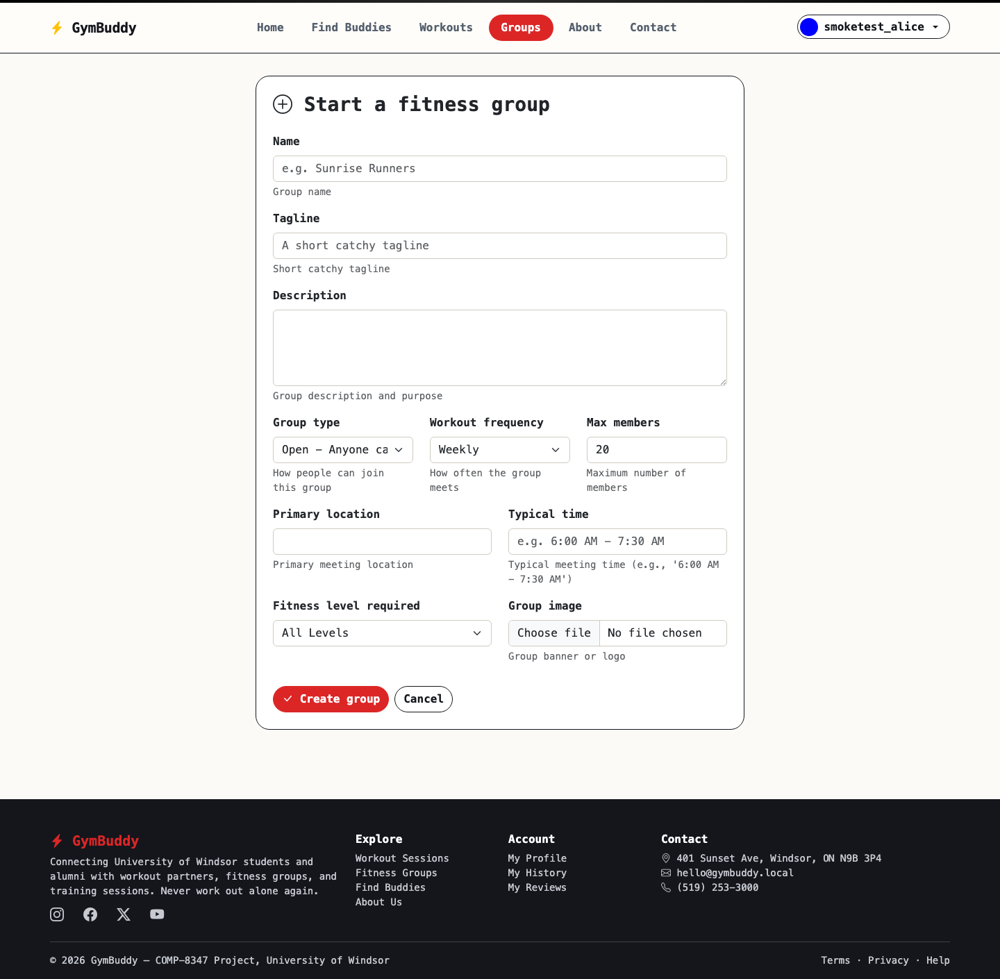 GymBuddy
Home
Find Buddies
Workouts
Groups
About
Contact
smoketest_alice
Start a fitness group
Name
e.g. Sunrise Runners
Group name
Tagline
A short catchy tagline
Short catchy tagline
Description
Group description and purpose
Group type
Workout frequency
Max members
Open — Anyone ca
Weekly
20
How people can join
this group
How often the group
meets
Maximum number of
members
Primary location
Typical time
e.g. 6:00 AM – 7:30 AM
Primary meeting location
Typical meeting time (e.g., '6:00 AM
– 7:30 AM')
Fitness level required
Group image
All Levels
Choose file
No file chosen
Group banner or logo
Create group
Cancel
GymBuddy
Connecting University of Windsor students and
alumni with workout partners, fitness groups, and
training sessions. Never work out alone again.
Explore
Workout Sessions
Fitness Groups
Find Buddies
About Us
Account
My Profile
My History
My Reviews
Contact
401 Sunset Ave, Windsor, ON N9B 3P4
hello@gymbuddy.local
(519) 253-3000
© 2026 GymBuddy — COMP-8347 Project, University of Windsor
Terms · Privacy · Help